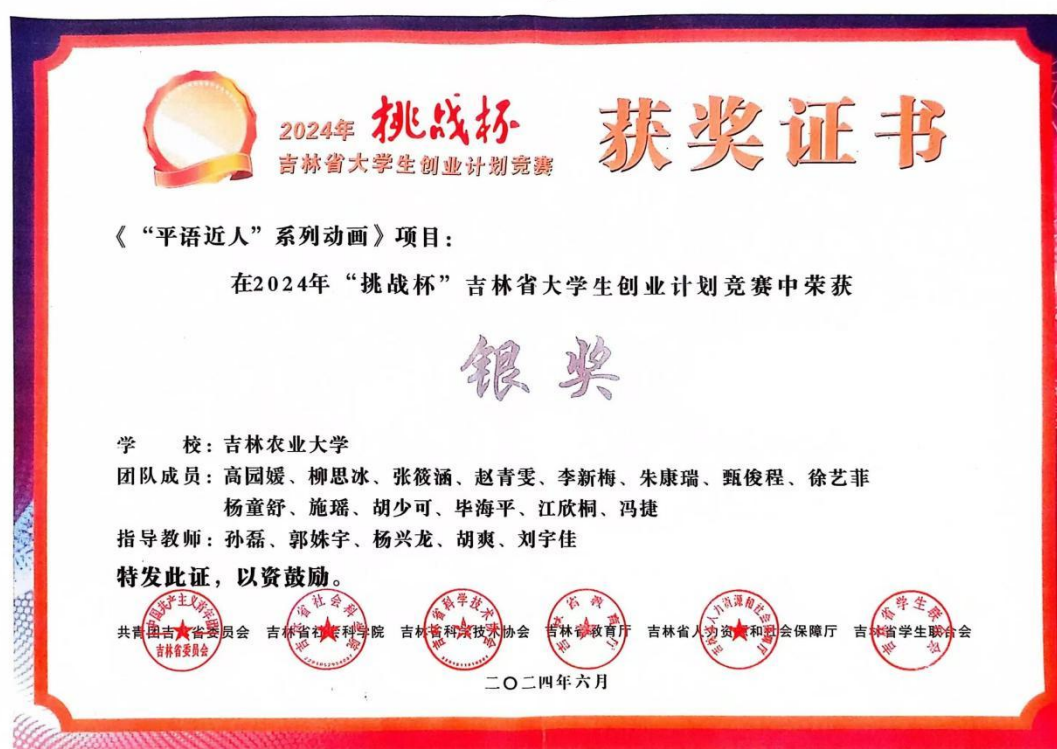 2024年 挑战杯
吉林省大学生创业计划竞赛
获奖证书
《“平语近人”系列动画》项目：
在2024年“挑战杯”吉林省大学生创业计划竞赛中荣获
银奖
学　　校：吉林农业大学
团队成员：高园媛、柳思冰、张筱涵、赵青雯、李新梅、朱康瑞、甄俊程、徐艺菲
杨童舒、施瑶、胡少可、毕海平、江欣桐、冯捷
指导教师：孙磊、郭姝宇、杨兴龙、胡爽、刘宇佳
特发此证，以资鼓励。
共青团吉林省委员会　吉林省社会科学院　吉林省科学技术协会　吉林省教育厅　吉林省人力资源和社会保障厅　吉林省学生联合会
二〇二四年六月